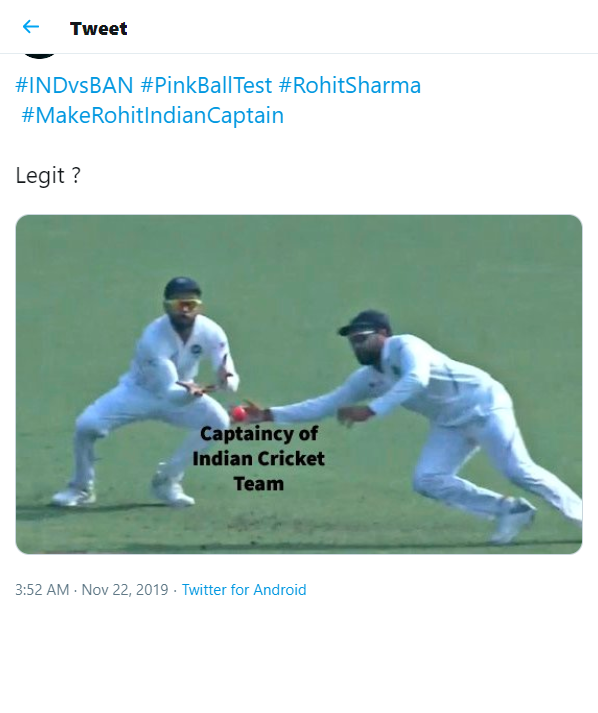 Tweet
#INDvsBAN #PinkBallTest #RohitSharma
#MakeRohitIndianCaptain
Legit ?
Captaincy of
Indian Cricket
Team
3:52 AM · Nov 22, 2019 · Twitter for Android